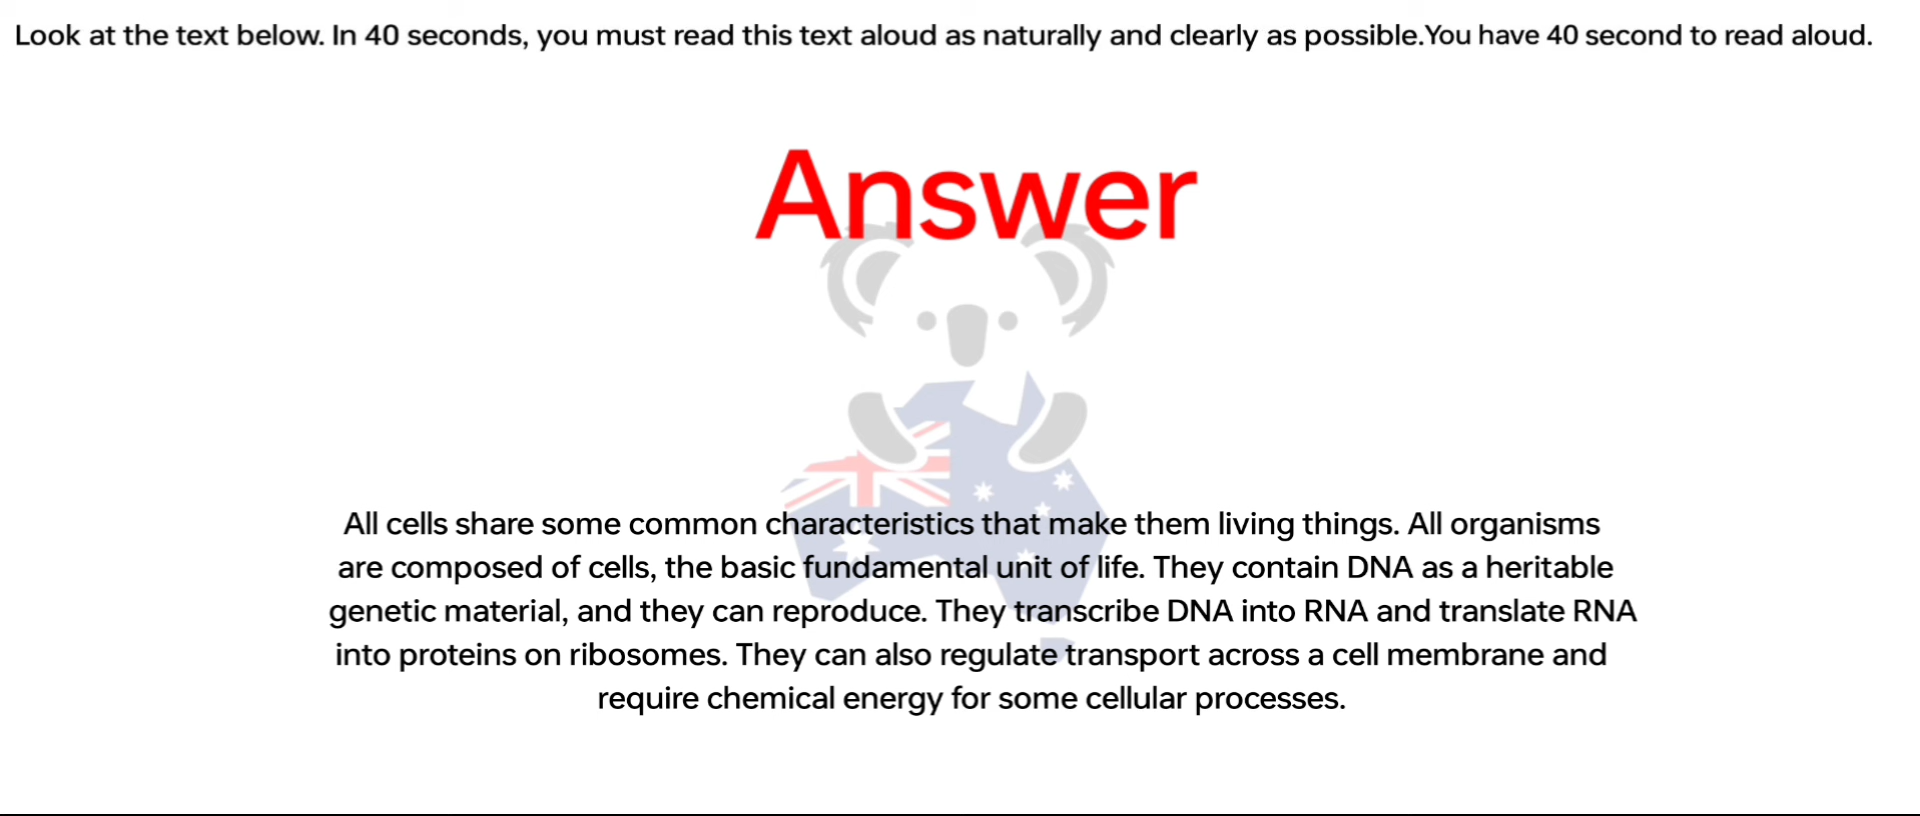 Look at the text below. In 40 seconds, you must read this text aloud as naturally and clearly as possible.You have 40 second to read aloud.
Answer
All cells share some common characteristics that make them living things. All organisms
are composed of cells, the basic fundamental unit of life. They contain DNA as a heritable
genetic material, and they can reproduce. They transcribe DNA into RNA and translate RNA
into proteins on ribosomes. They can also regulate transport across a cell membrane and
require chemical energy for some cellular processes.